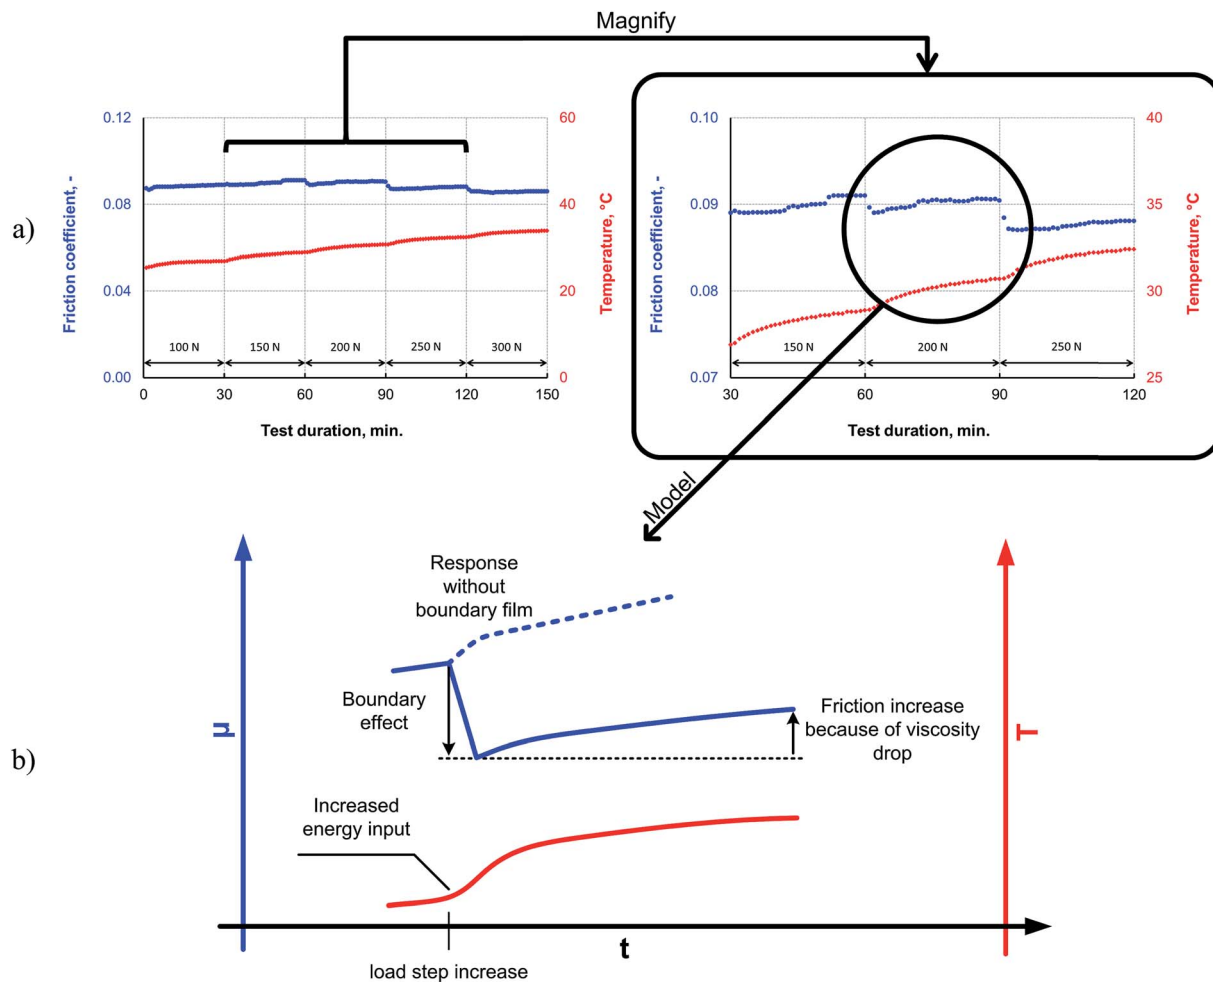 Magnify
a)
0.12
0.08
0.04
0.00
Friction coefficient, -
60
40
20
0
Temperature, °C
100 N
150 N
200 N
250 N
300 N
0
30
60
90
120
150
Test duration, min.
0.10
0.09
0.08
0.07
Friction coefficient, -
40
35
30
25
Temperature, °C
150 N
200 N
250 N
30
60
90
120
Test duration, min.
Model
b)
μ
Response
without
boundary film
Boundary
effect
Friction increase
because of viscosity
drop
T
Increased
energy input
t
load step increase